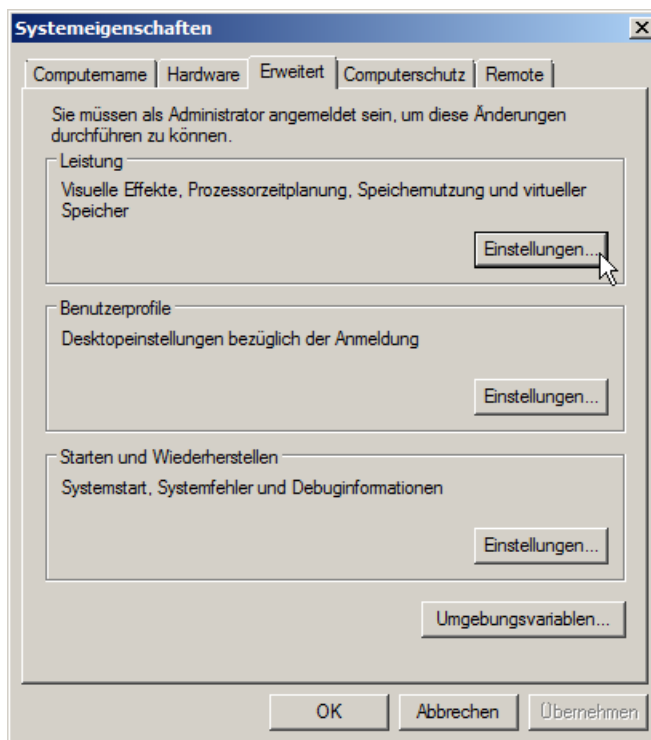 Systemeigenschaften
Computername
Hardware
Erweitert
Computerschutz
Remote
Sie müssen als Administrator angemeldet sein, um diese Änderungen
durchführen zu können.
Leistung
Visuelle Effekte, Prozessorzeitplanung, Speichernutzung und virtueller
Speicher
Einstellungen...
Benutzerprofile
Desktopeinstellungen bezüglich der Anmeldung
Einstellungen...
Starten und Wiederherstellen
Systemstart, Systemfehler und Debuginformationen
Einstellungen...
Umgebungsvariablen...
OK
Abbrechen
Übernehmen